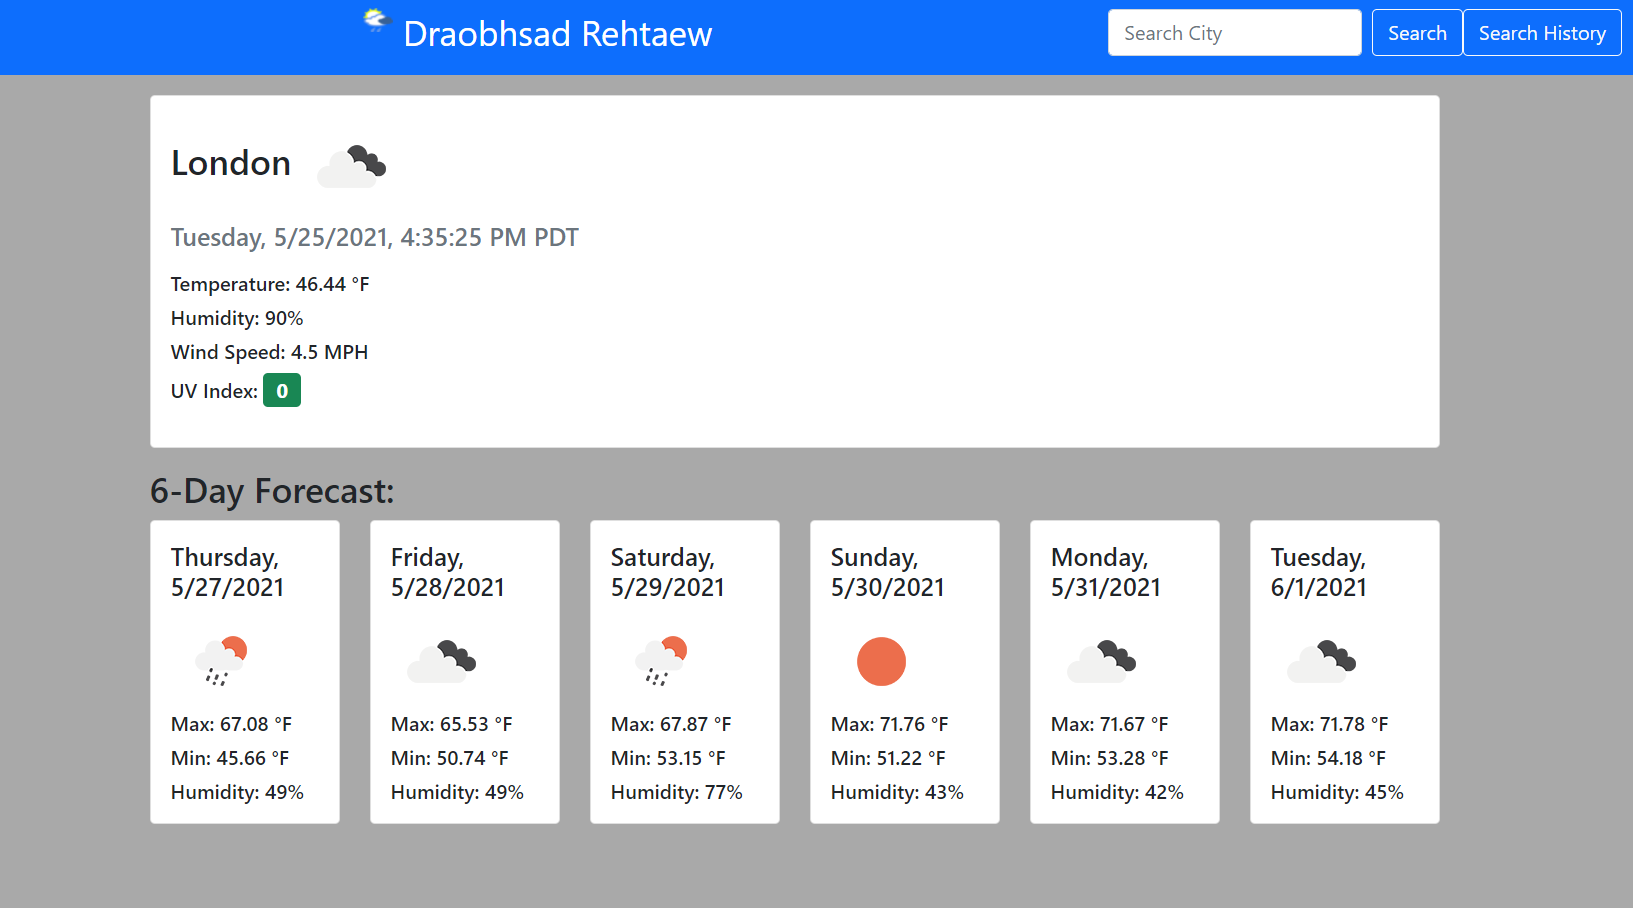 Draobhsad Rehtaew
Search City
Search
Search History
London
Tuesday, 5/25/2021, 4:35:25 PM PDT
Temperature: 46.44 °F
Humidity: 90%
Wind Speed: 4.5 MPH
UV Index: 0
6-Day Forecast:
Thursday,
5/27/2021
Max: 67.08 °F
Min: 45.66 °F
Humidity: 49%
Friday,
5/28/2021
Max: 65.53 °F
Min: 50.74 °F
Humidity: 49%
Saturday,
5/29/2021
Max: 67.87 °F
Min: 53.15 °F
Humidity: 77%
Sunday,
5/30/2021
Max: 71.76 °F
Min: 51.22 °F
Humidity: 43%
Monday,
5/31/2021
Max: 71.67 °F
Min: 53.28 °F
Humidity: 42%
Tuesday,
6/1/2021
Max: 71.78 °F
Min: 54.18 °F
Humidity: 45%